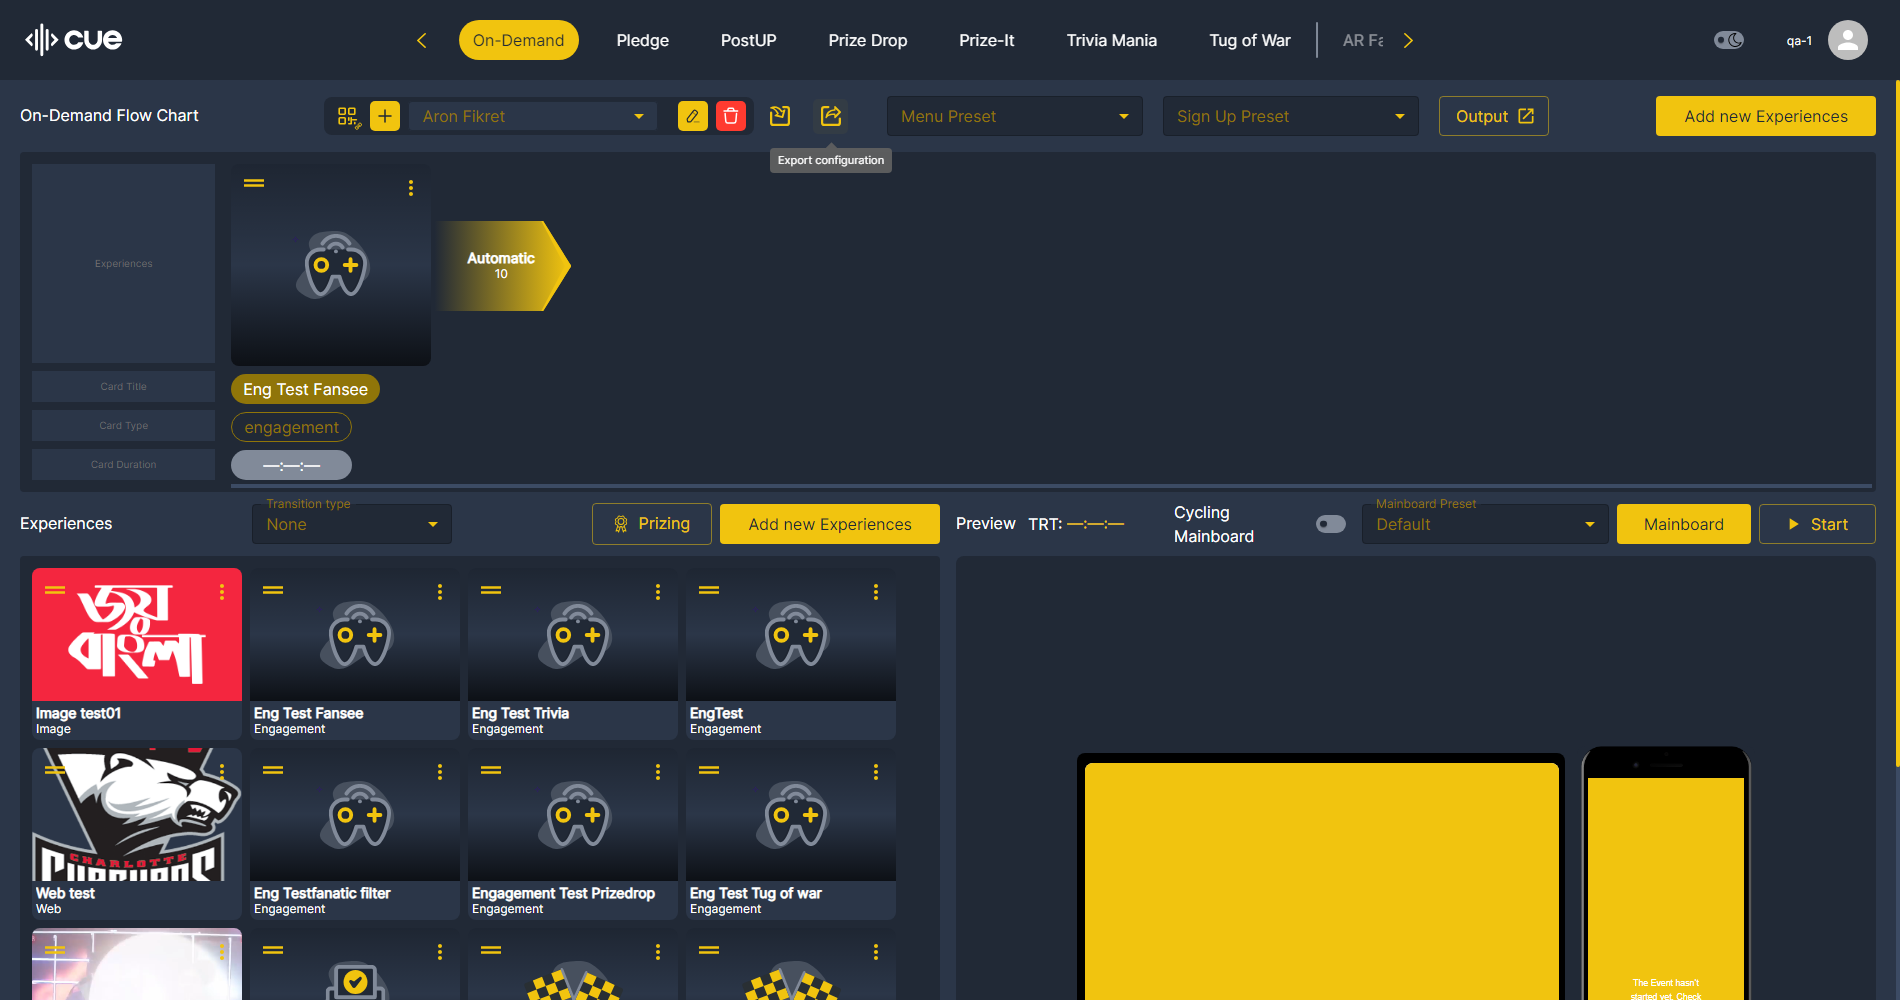 cue
On-Demand
Pledge
PostUP
Prize Drop
Prize-It
Trivia Mania
Tug of War
AR Fa
qa-1
On-Demand Flow Chart
Aron Fikret
Menu Preset
Sign Up Preset
Output
Add new Experiences
Export configuration
Experiences
Automatic
10
Card Title
Eng Test Fansee
Card Type
engagement
Card Duration
—:—:—
Experiences
Transition type
None
Prizing
Add new Experiences
Preview
TRT: —:—:—
Cycling
Mainboard
Mainboard Preset
Default
Mainboard
Start
জয়
বাংলা
Image test01
Image
Eng Test Fansee
Engagement
Eng Test Trivia
Engagement
EngTest
Engagement
CHARLOTTE
Web test
Web
Eng Testfanatic filter
Engagement
Engagement Test Prizedrop
Engagement
Eng Test Tug of war
Engagement
The Event hasn't
started yet. Check